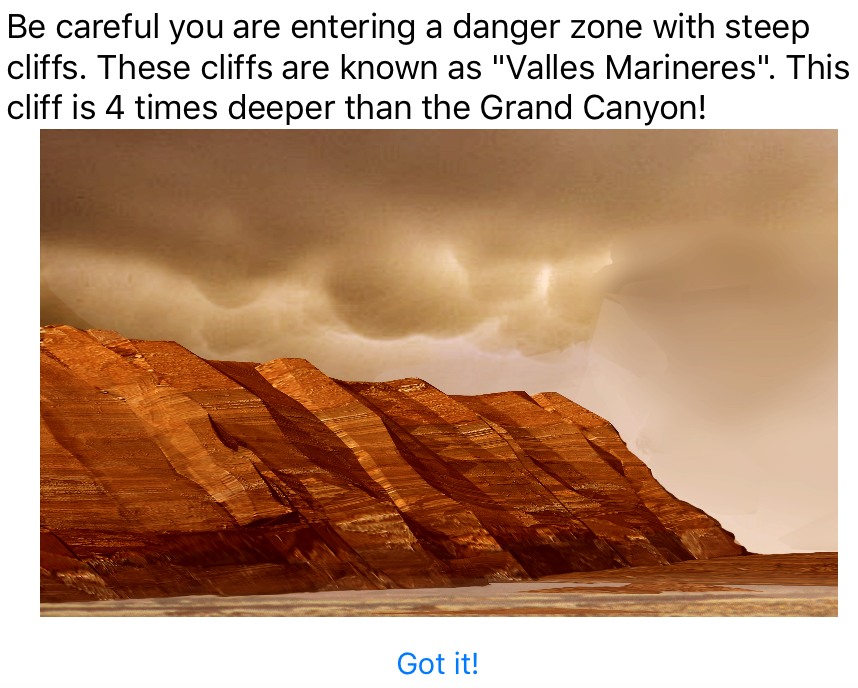 Be careful you are entering a danger zone with steep
cliffs. These cliffs are known as "Valles Marineres". This
cliff is 4 times deeper than the Grand Canyon!
Got it!